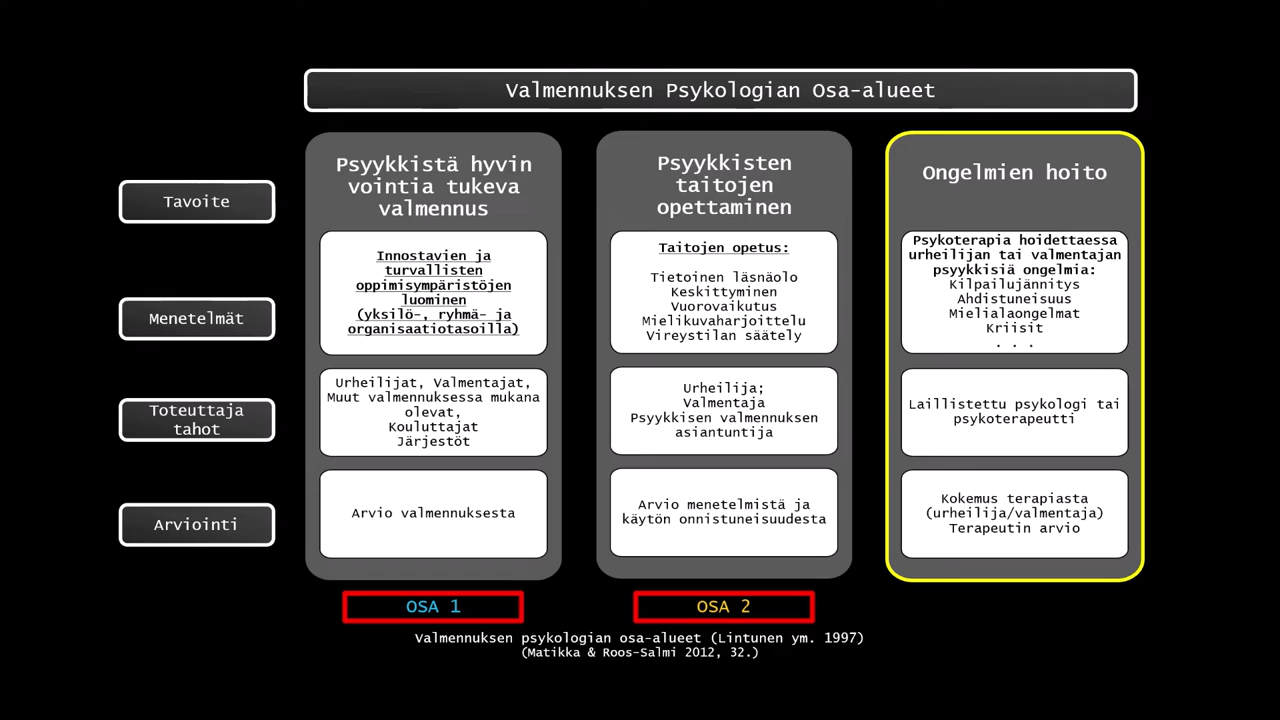 Valmennuksen Psykologian Osa-alueet
Tavoite
Menetelmät
Toteuttaja
tahot
Arviointi
Psyykkistä hyvin
vointia tukeva
valmennus
Innostavien ja
turvallisten
oppimisympäristöjen
luominen
(yksilö-, ryhmä- ja
organisaatiotasoilla)
Urheilijat, Valmentajat,
Muut valmennuksessa mukana
olevat,
Kouluttajat
Järjestöt
Arvio valmennuksesta
OSA 1
Psyykkisten
taitojen
opettaminen
Taitojen opetus:
Tietoinen läsnäolo
Keskittyminen
Vuorovaikutus
Mielikuvaharjoittelu
Vireystilan säätely
Urheilija;
Valmentaja
Psyykkisen valmennuksen
asiantuntija
Arvio menetelmistä ja
käytön onnistuneisuudesta
OSA 2
Ongelmien hoito
Psykoterapia hoidettaessa
urheilijan tai valmentajan
psyykkisiä ongelmia:
Kilpailujännitys
Ahdistuneisuus
Mielialaongelmat
Kriisit
. . .
Laillistettu psykologi tai
psykoterapeutti
Kokemus terapiasta
(urheilija/valmentaja)
Terapeutin arvio
Valmennuksen psykologian osa-alueet (Lintunen ym. 1997)
(Matikka & Roos-Salmi 2012, 32.)